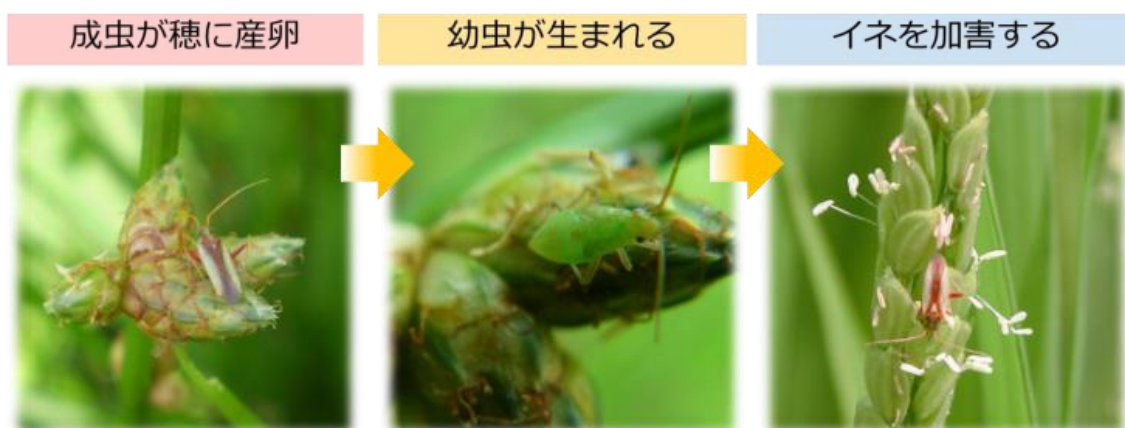 成虫が穂に産卵
幼虫が生まれる
イネを加害する